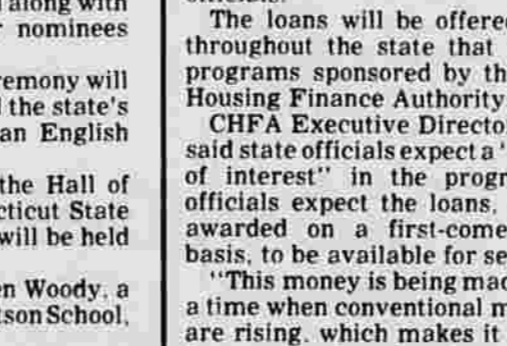 along with
nominees
remony will
the state's
an English
the Hall of
cticut State
will be held
en Woody, a
tson School,
The loans will be offered
throughout the state that
programs sponsored by th
Housing Finance Authority
CHFA Executive Director
said state officials expect a "
of interest" in the progr
officials expect the loans,
awarded on a first-come
basis, to be available for se
"This money is being mad
a time when conventional m
are rising, which makes it